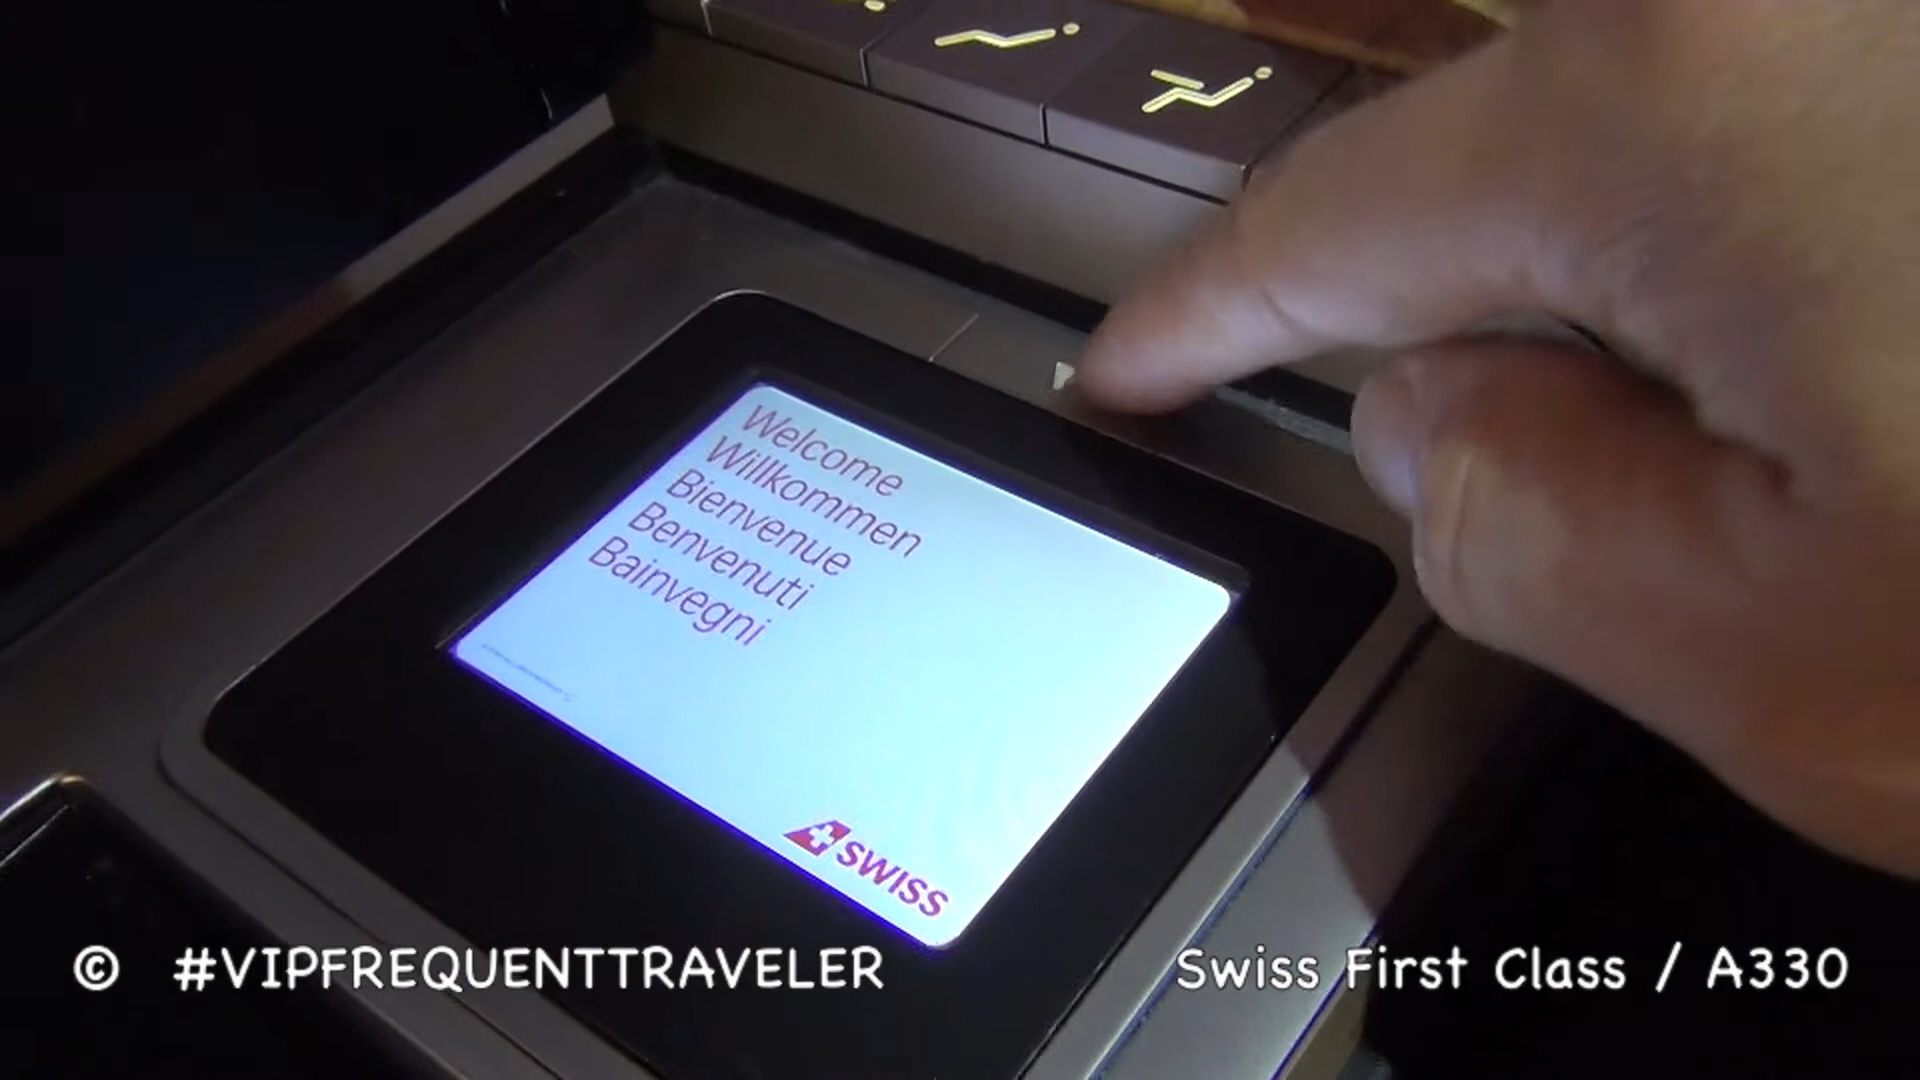 Welcome
Willkommen
Bienvenue
Benvenuti
Bainvegni
SWISS
© #VIPFREQUENTTRAVELER
Swiss First Class / A330